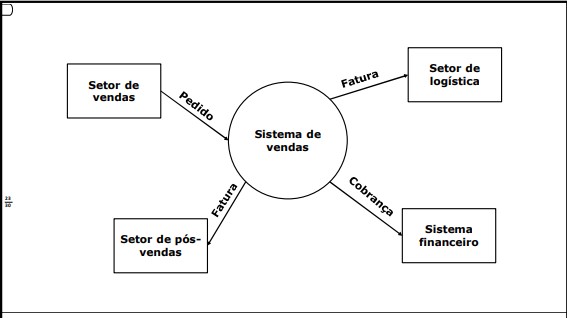 Setor de
vendas
Pedido
Sistema de
vendas
Fatura
Setor de
logística
Fatura
Setor de pós-
vendas
Cobrança
Sistema
financeiro